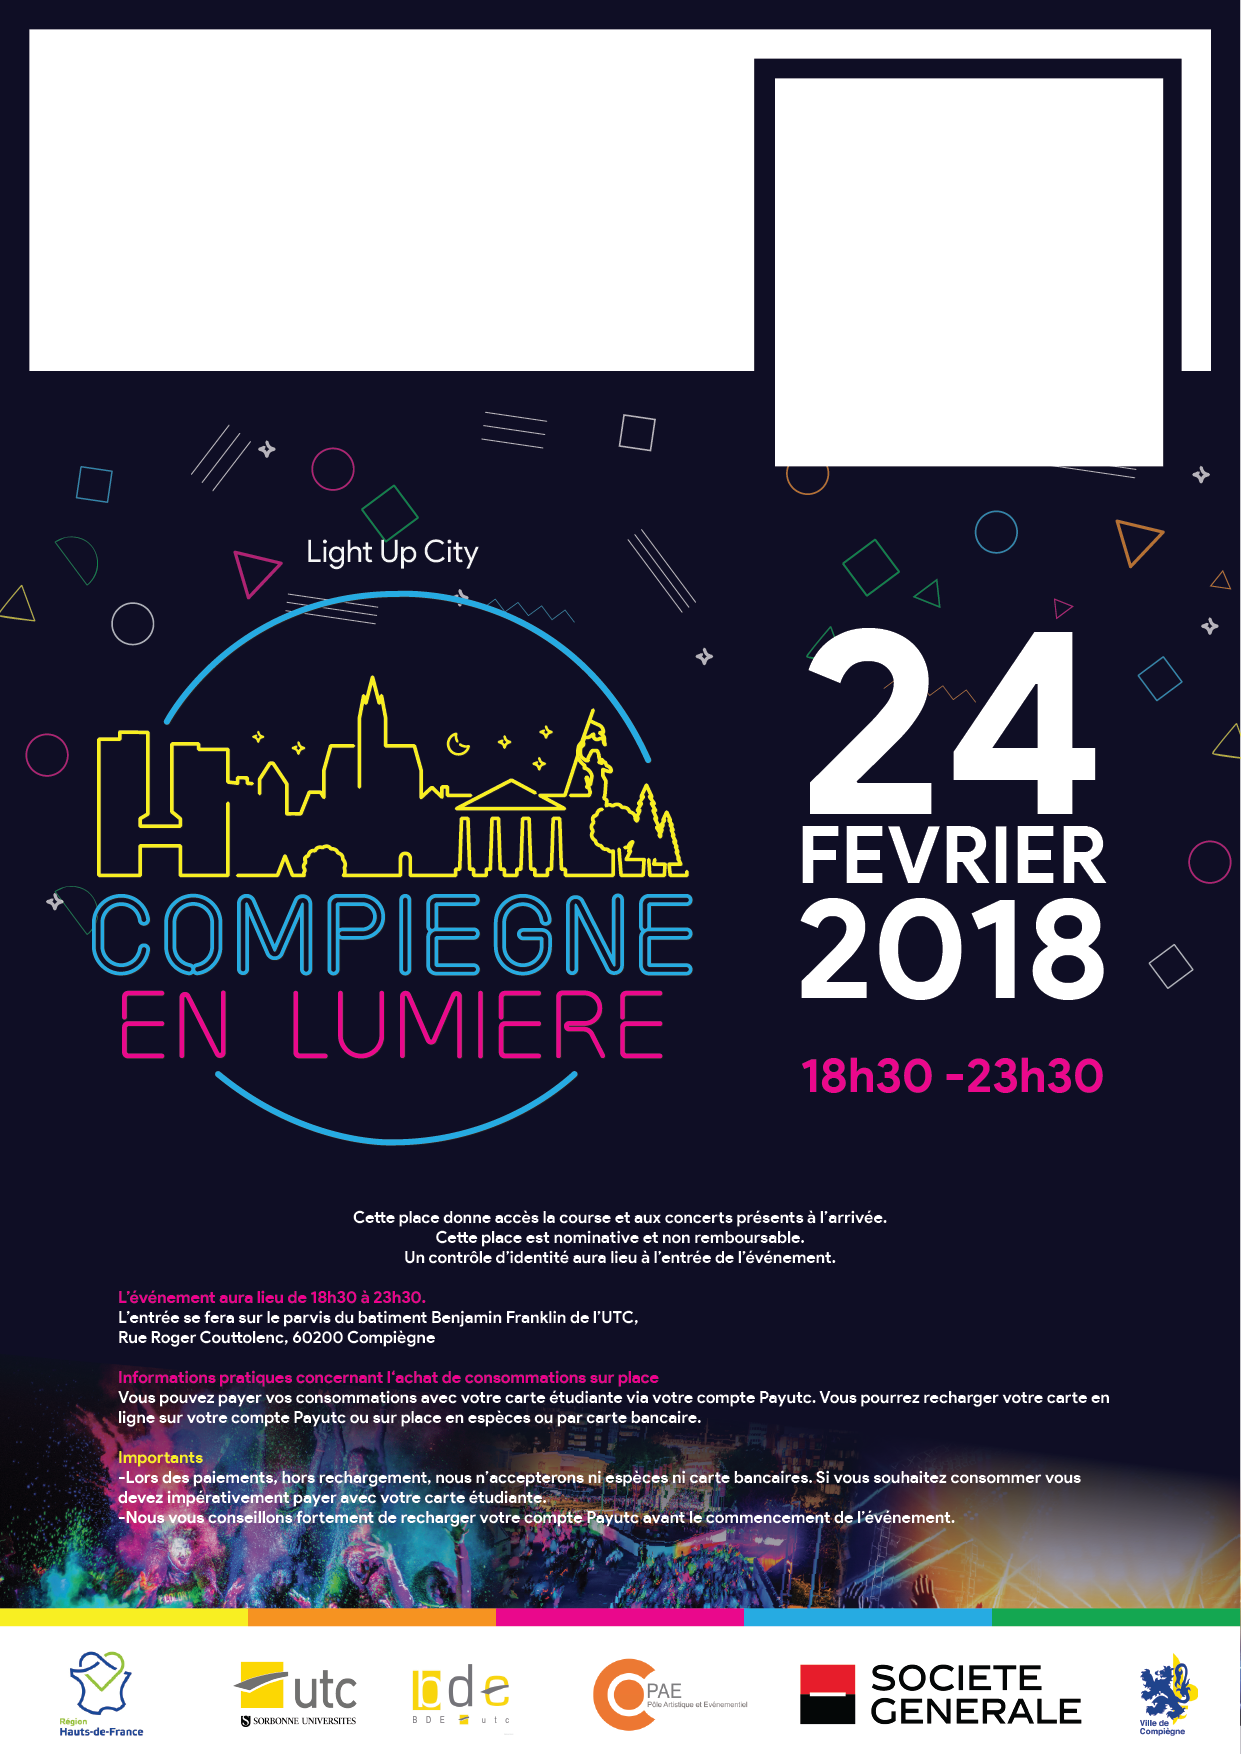 Light Up City
COMPIEGNE
EN LUMIERE
24
FEVRIER
2018
18h30 -23h30
Cette place donne accès la course et aux concerts présents à l'arrivée.
Cette place est nominative et non remboursable.
Un contrôle d'identité aura lieu à l'entrée de l'événement.
L'événement aura lieu de 18h30 à 23h30.
L'entrée se fera sur le parvis du batiment Benjamin Franklin de l'UTC,
Rue Roger Couttolenc, 60200 Compiègne
Informations pratiques concernant l'achat de consommations sur place
Vous pouvez payer vos consommations avec votre carte étudiante via votre compte Payutc. Vous pourrez recharger votre carte en
ligne sur votre compte Payutc ou sur place en espèces ou par carte bancaire.
Importants
-Lors des paiements, hors rechargement, nous n'accepterons ni espèces ni carte bancaires. Si vous souhaitez consommer vous
devez impérativement payer avec votre carte étudiante.
-Nous vous conseillons fortement de recharger votre compte Payutc avant le commencement de l'évènement.
Région
Hauts-de-France
utc
SORBONNE UNIVERSITES
bde
BDE utc
PAE
Pôle Artistique et Evénementiel
SOCIETE
GENERALE
Ville de
Compiègne